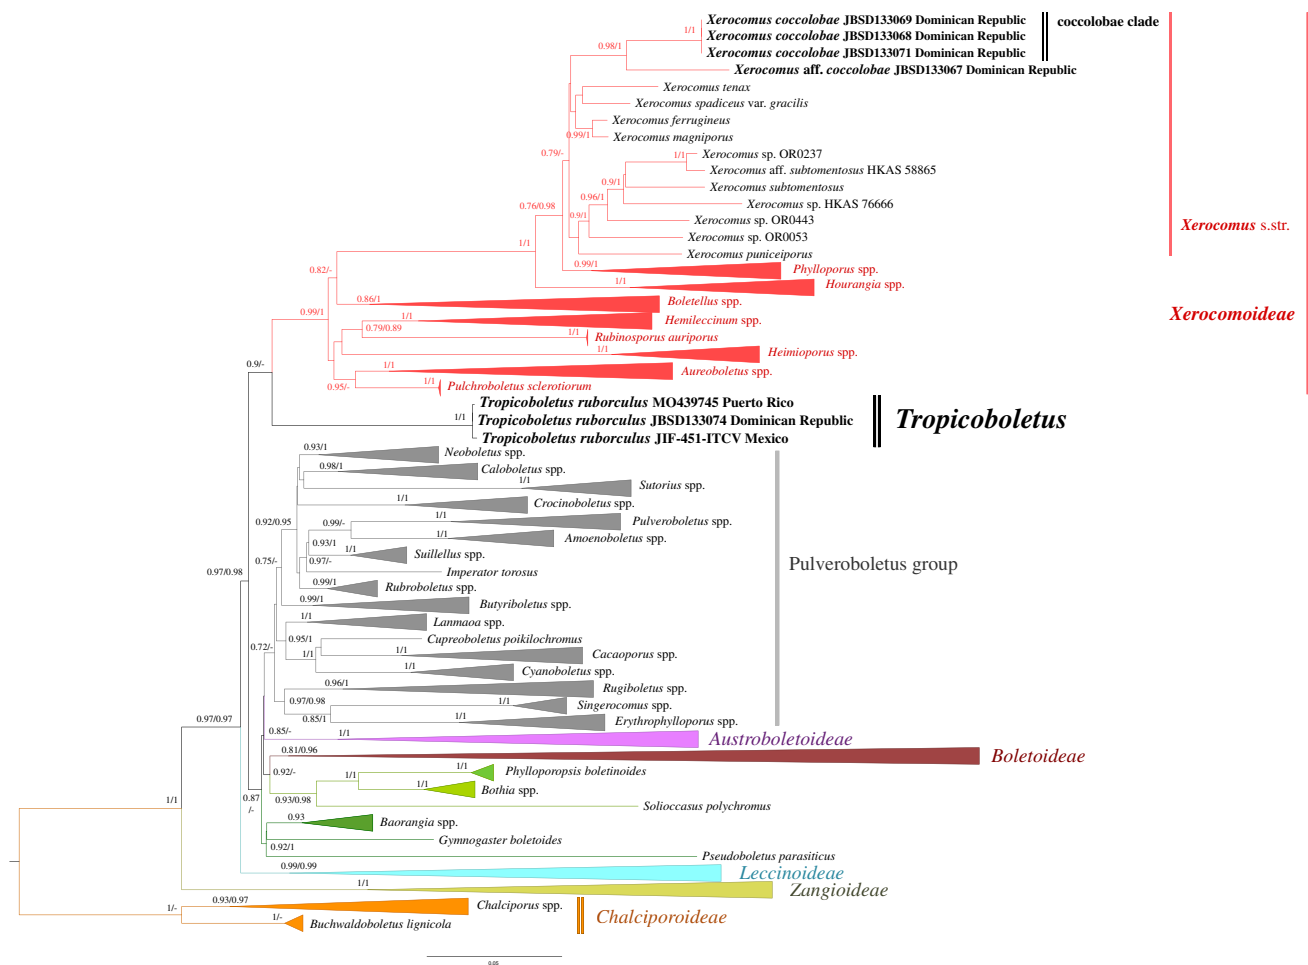 Xerocomus coccolobae JBSD133069 Dominican Republic
1/1
Xerocomus coccolobae JBSD133068 Dominican Republic
coccolobae clade
0.98/1
Xerocomus coccolobae JBSD133071 Dominican Republic
Xerocomus aff. coccolobae JBSD133067 Dominican Republic
Xerocomus tenax
Xerocomus spadiceus var. gracilis
Xerocomus ferrugineus
0.99/1
Xerocomus magniporus
0.79/-
1/1
Xerocomus sp. OR0237
Xerocomus aff. subtomentosus HKAS 58865
0.9/1
Xerocomus subtomentosus
0.96/1
Xerocomus sp. HKAS 76666
0.76/0.98
0.9/1
Xerocomus sp. OR0443
Xerocomus s.str.
Xerocomus sp. OR0053
1/1
Xerocomus puniceiporus
0.99/1
Phylloporus spp.
0.82/-
1/1
Hourangia spp.
0.86/1
Boletellus spp.
0.99/1
1/1
Hemileccinum spp.
Xerocomoideae
0.79/0.89
1/1
Rubinosporus auriporus
1/1
Heimioporus spp.
0.9/-
1/1
Aureoboletus spp.
0.95/-
1/1
Pulchroboletus sclerotiorum
Tropicoboletus ruborculus MO439745 Puerto Rico
1/1
Tropicoboletus ruborculus JBSD133074 Dominican Republic
Tropicoboletus
Tropicoboletus ruborculus JIF-451-ITCV Mexico
0.93/1
Neoboletus spp.
0.98/1
Caloboletus spp.
1/1
Sutorius spp.
1/1
Crocinoboletus spp.
0.92/0.95
0.99/-
1/1
Pulveroboletus spp.
1/1
Amoenoboletus spp.
0.93/1
1/1
Suillellus spp.
0.75/-
0.97/-
Pulveroboletus group
0.97/0.98
Imperator torosus
0.99/1
Rubroboletus spp.
0.99/1
Butyriboletus spp.
1/1
Lanmaoa spp.
0.95/1
Cupreoboletus poikilochromus
0.72/-
1/1
1/1
Cacaoporus spp.
1/1
Cyanoboletus spp.
0.96/1
Rugiboletus spp.
0.97/0.98
1/1
Singerocomus spp.
0.97/0.97
0.85/1
1/1
Erythrophylloporus spp.
0.85/-
1/1
Austroboletoideae
0.81/0.96
Boletoideae
0.92/-
1/1
Phylloporopsis boletinoides
1/1
1/1
Bothia spp.
1/1
0.87
/-
0.93/0.98
Solioccasus polychromus
0.93
Baorangia spp.
Gymnogaster boletoides
0.92/1
Pseudoboletus parasiticus
0.99/0.99
Leccinoideae
1/1
Zangioideae
0.93/0.97
1/-
Chalciporus spp.
Chalciporoideae
1/-
Buchwaldoboletus lignicola
0.05